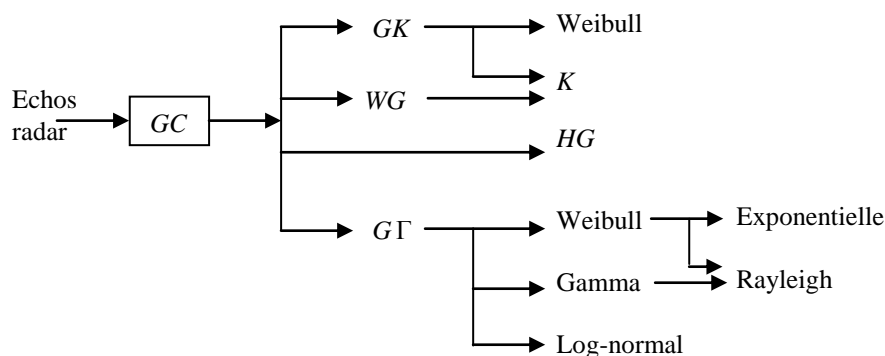 GK
Weibull
K
Echos
radar
GC
WG
HG
GΓ
Weibull
Exponentielle
Gamma
Rayleigh
Log-normal